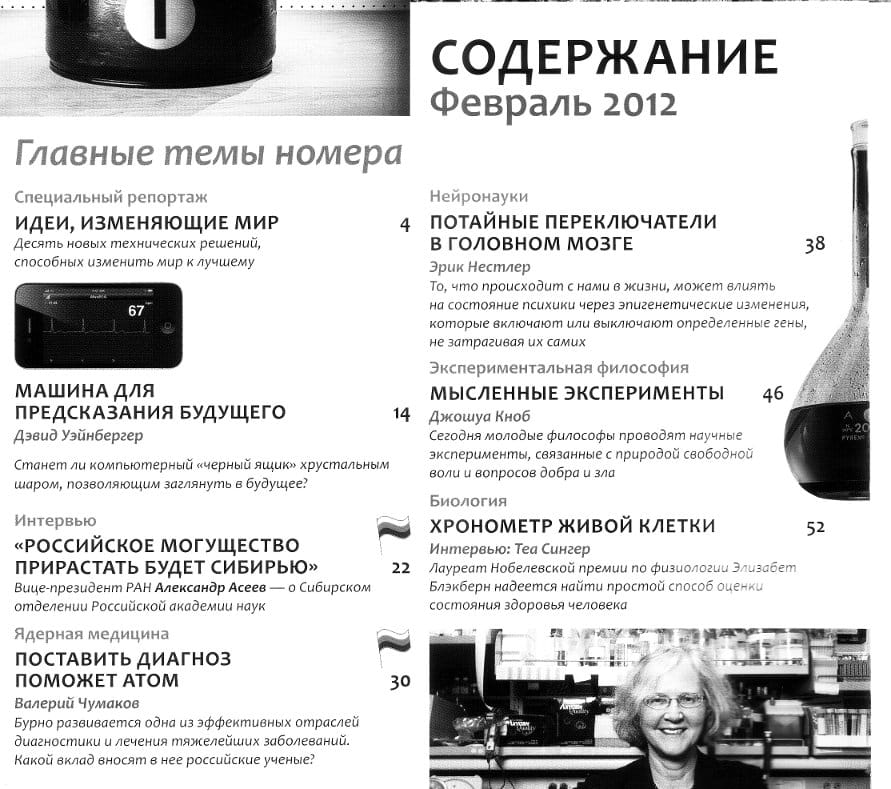 СОДЕРЖАНИЕ
Февраль 2012
Главные темы номера
Специальный репортаж
ИДЕИ, ИЗМЕНЯЮЩИЕ МИР 4
Десять новых технических решений,
способных изменить мир к лучшему
67
МАШИНА ДЛЯ
ПРЕДСКАЗАНИЯ БУДУЩЕГО 14
Дэвид Уэйнбергер
Станет ли компьютерный «черный ящик» хрустальным
шаром, позволяющим заглянуть в будущее?
Интервью
«РОССИЙСКОЕ МОГУЩЕСТВО
ПРИРАСТАТЬ БУДЕТ СИБИРЬЮ» 22
Вице-президент РАН Александр Асеев — о Сибирском
отделении Российской академии наук
Ядерная медицина
ПОСТАВИТЬ ДИАГНОЗ
ПОМОЖЕТ АТОМ 30
Валерий Чумаков
Бурно развивается одна из эффективных отраслей
диагностики и лечения тяжелейших заболеваний.
Какой вклад вносят в нее российские ученые?
Нейронауки
ПОТАЙНЫЕ ПЕРЕКЛЮЧАТЕЛИ
В ГОЛОВНОМ МОЗГЕ 38
Эрик Нестлер
То, что происходит с нами в жизни, может влиять
на состояние психики через эпигенетические изменения,
которые включают или выключают определенные гены,
не затрагивая их самих
Экспериментальная философия
МЫСЛЕННЫЕ ЭКСПЕРИМЕНТЫ 46
Джошуа Кноб
Сегодня молодые философы проводят научные
эксперименты, связанные с природой свободной
воли и вопросов добра и зла
Биология
ХРОНОМЕТР ЖИВОЙ КЛЕТКИ 52
Интервью: Теа Сингер
Лауреат Нобелевской премии по физиологии Элизабет
Блэкберн надеется найти простой способ оценки
состояния здоровья человека